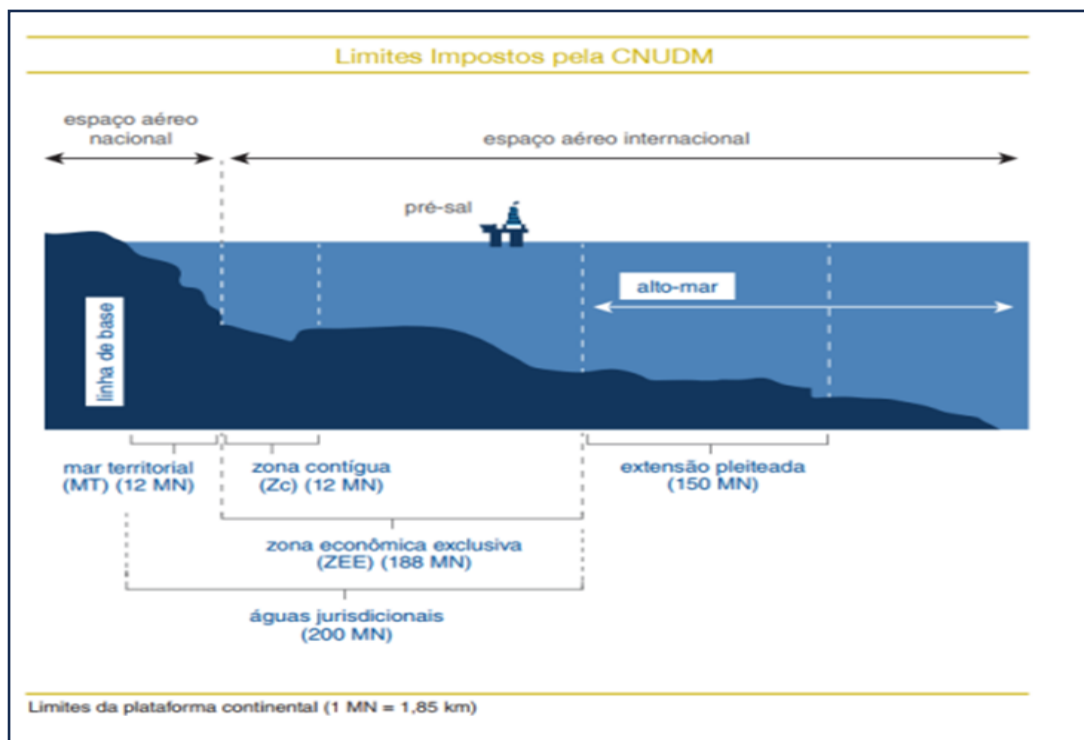 Limites Impostos pela CNUDM
espaço aéreo
nacional
espaço aéreo internacional
pré-sal
alto-mar
linha de base
mar territorial
(MT) (12 MN)
zona contígua
(Zc) (12 MN)
extensão pleiteada
(150 MN)
zona econômica exclusiva
(ZEE) (188 MN)
águas jurisdicionais
(200 MN)
Limites da plataforma continental (1 MN = 1,85 km)